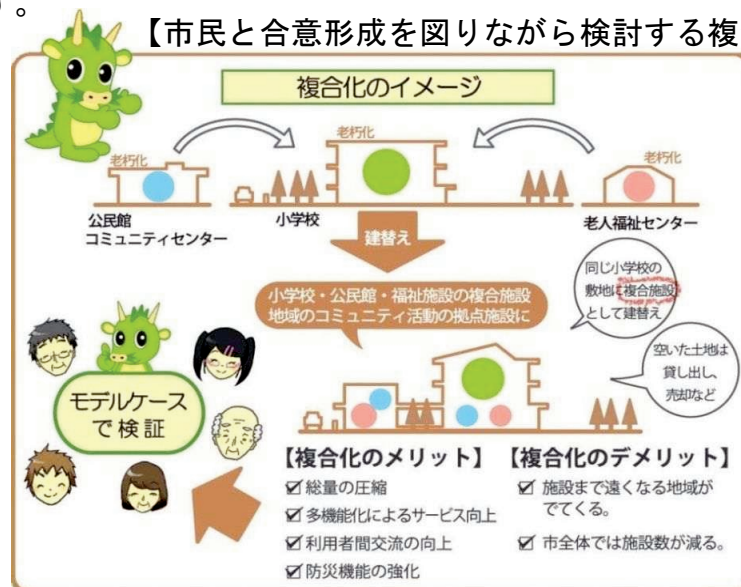 。
【市民と合意形成を図りながら検討する複
複合化のイメージ
老朽化
老朽化
老朽化
公民館
コミュニティセンター
小学校
老人福祉センター
建替え
同じ小学校の
敷地に複合施設
として建替え
小学校・公民館・福祉施設の複合施設
地域のコミュニティ活動の拠点施設に
空いた土地は
貸し出し、
売却など
モデルケース
で検証
【複合化のメリット】
☑ 総量の圧縮
☑ 多機能化によるサービス向上
☑ 利用者間交流の向上
☑ 防災機能の強化
【複合化のデメリット】
☑ 施設まで遠くなる地域が
でてくる。
☑ 市全体では施設数が減る。